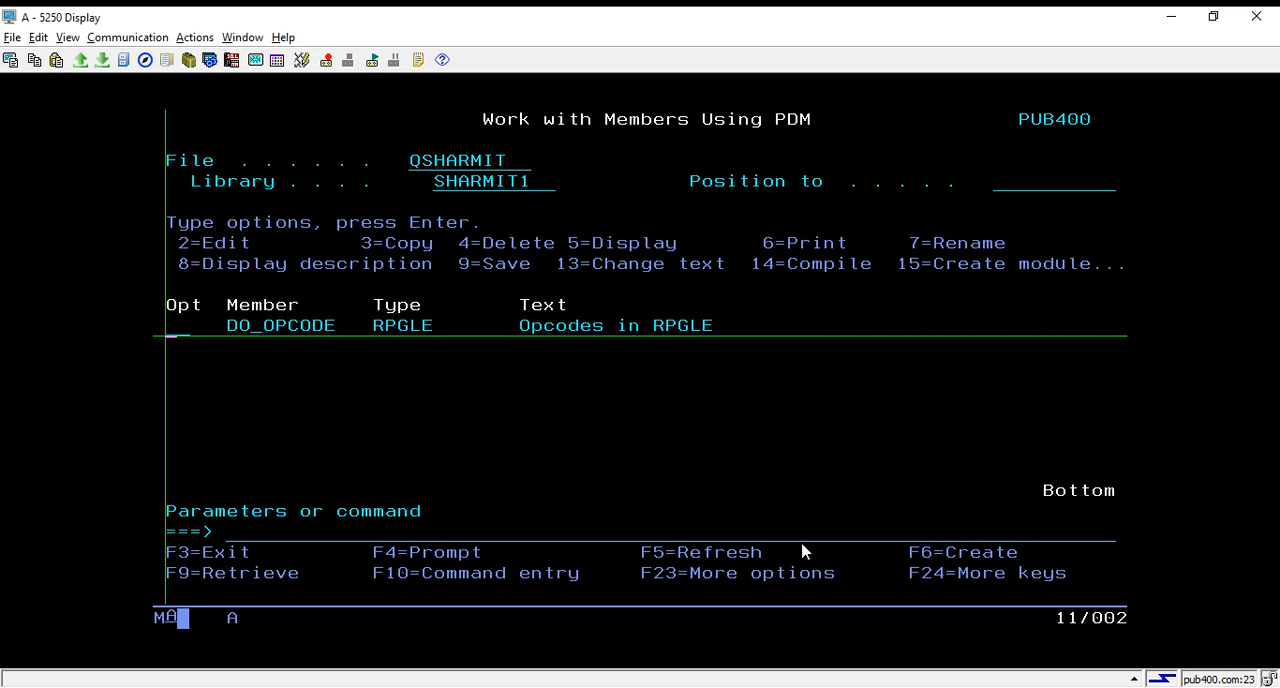 A - 5250 Display
File Edit View Communication Actions Window Help
Work with Members Using PDM PUB400
File . . . . . . QSHARMIT
Library . . . . SHARMIT1 Position to . . . . .
Type options, press Enter.
2=Edit 3=Copy 4=Delete 5=Display 6=Print 7=Rename
8=Display description 9=Save 13=Change text 14=Compile 15=Create module...
Opt Member Type Text
DO_OPCODE RPGLE Opcodes in RPGLE
Bottom
Parameters or command
===>
F3=Exit F4=Prompt F5=Refresh F6=Create
F9=Retrieve F10=Command entry F23=More options F24=More keys
MA A 11/002
pub400.com:23